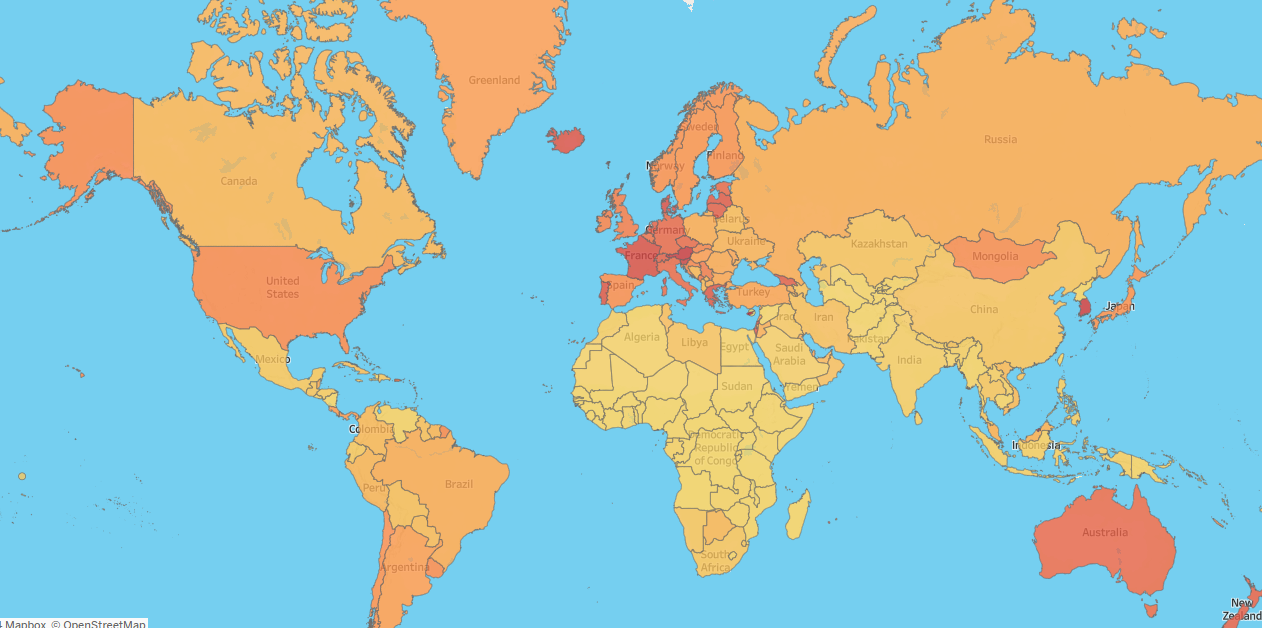 Greenland
Russia
Sweden
Finland
Norway
Canada
Belarus
Germany
Ukraine
Kazakhstan
France
Mongolia
United
States
Spain
Turkey
Japan
China
Iraq
Iran
Algeria
Libya
Egypt
Pakistan
Saudi
Arabia
India
Mexico
Sudan
Yemen
Colombia
Democratic
Republic
of Congo
Indonesia
Peru
Brazil
Australia
South
Africa
Argentina
New
Zealand
4 Mapbox © OpenStreetMap